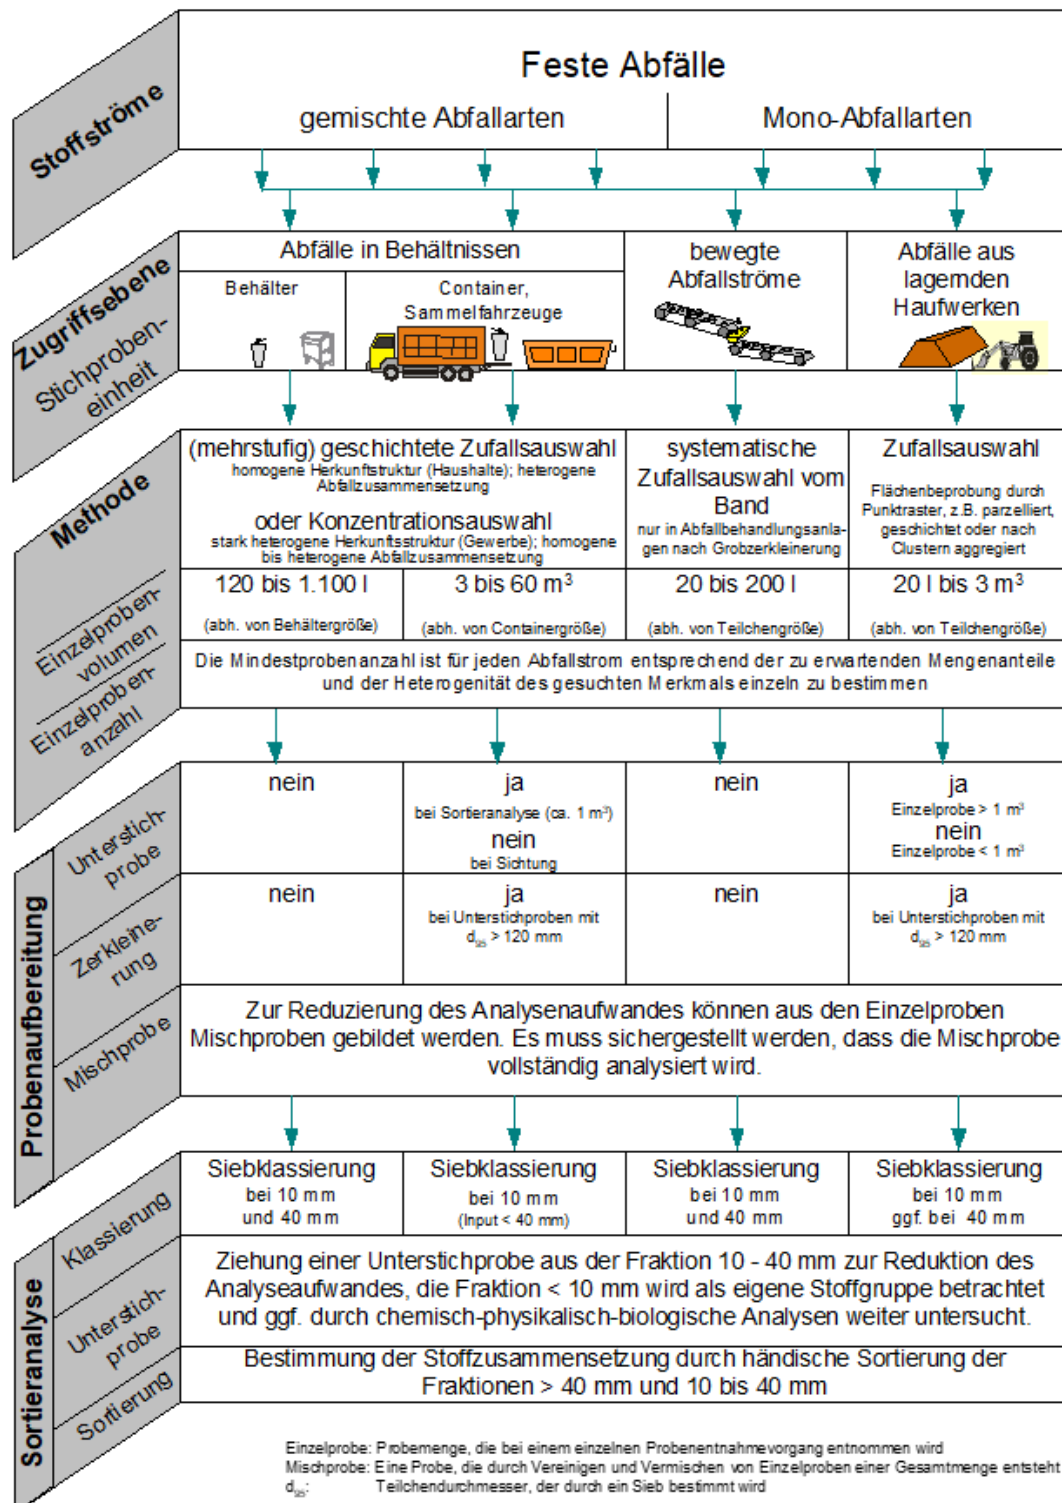 Feste Abfälle
gemischte Abfallarten
Mono-Abfallarten
Stoffströme
Abfälle in Behältnissen
Behälter
Container,
Sammelfahrzeuge
bewegte
Abfallströme
Abfälle aus
lagernden
Haufwerken
Zugriffsebene
Stichproben-
einheit
(mehrstufig) geschichtete Zufallsauswahl
homogene Herkunftstruktur (Haushalte); heterogene
Abfallzusammensetzung
oder Konzentrationsauswahl
stark heterogene Herkunftsstruktur (Gewerbe); homogene
bis heterogene Abfallzusammensetzung
systematische
Zufallsauswahl vom
Band
nur in Abfallbehandlungsanla-
gen nach Grobzerkleinerung
Zufallsauswahl
Flächenbeprobung durch
Punktraster, z.B. parzelliert,
geschichtet oder nach
Clustern aggregiert
Methode
120 bis 1.100 l
(abh. von Behältergröße)
3 bis 60 m³
(abh. von Containergröße)
20 bis 200 l
(abh. von Teilchengröße)
20 l bis 3 m³
(abh. von Teilchengröße)
Einzelproben-
volumen
Die Mindestprobenanzahl ist für jeden Abfallstrom entsprechend der zu erwartenden Mengenanteile
und der Heterogenität des gesuchten Merkmals einzeln zu bestimmen
Einzelproben-
anzahl
nein
ja
bei Sortieranalyse (ca. 1 m³)
nein
bei Sichtung
nein
ja
Einzelprobe > 1 m³
nein
Einzelprobe < 1 m³
Unterstich-
probe
nein
ja
bei Unterstichproben mit
d₉₅ > 120 mm
nein
ja
bei Unterstichproben mit
d₉₅ > 120 mm
Zerkleine-
rung
Zur Reduzierung des Analysenaufwandes können aus den Einzelproben
Mischproben gebildet werden. Es muss sichergestellt werden, dass die Mischprobe
vollständig analysiert wird.
Mischprobe
Probenaufbereitung
Siebklassierung
bei 10 mm
und 40 mm
Siebklassierung
bei 10 mm
(Input < 40 mm)
Siebklassierung
bei 10 mm
und 40 mm
Siebklassierung
bei 10 mm
ggf. bei 40 mm
Klassierung
Ziehung einer Unterstichprobe aus der Fraktion 10 - 40 mm zur Reduktion des
Analyseaufwandes, die Fraktion < 10 mm wird als eigene Stoffgruppe betrachtet
und ggf. durch chemisch-physikalisch-biologische Analysen weiter untersucht.
Unterstich-
probe
Bestimmung der Stoffzusammensetzung durch händische Sortierung der
Fraktionen > 40 mm und 10 bis 40 mm
Sortierung
Sortieranalyse
Einzelprobe: Probemenge, die bei einem einzelnen Probenentnahmevorgang entnommen wird
Mischprobe: Eine Probe, die durch Vereinigen und Vermischen von Einzelproben einer Gesamtmenge entsteht
d₉₅: Teilchendurchmesser, der durch ein Sieb bestimmt wird